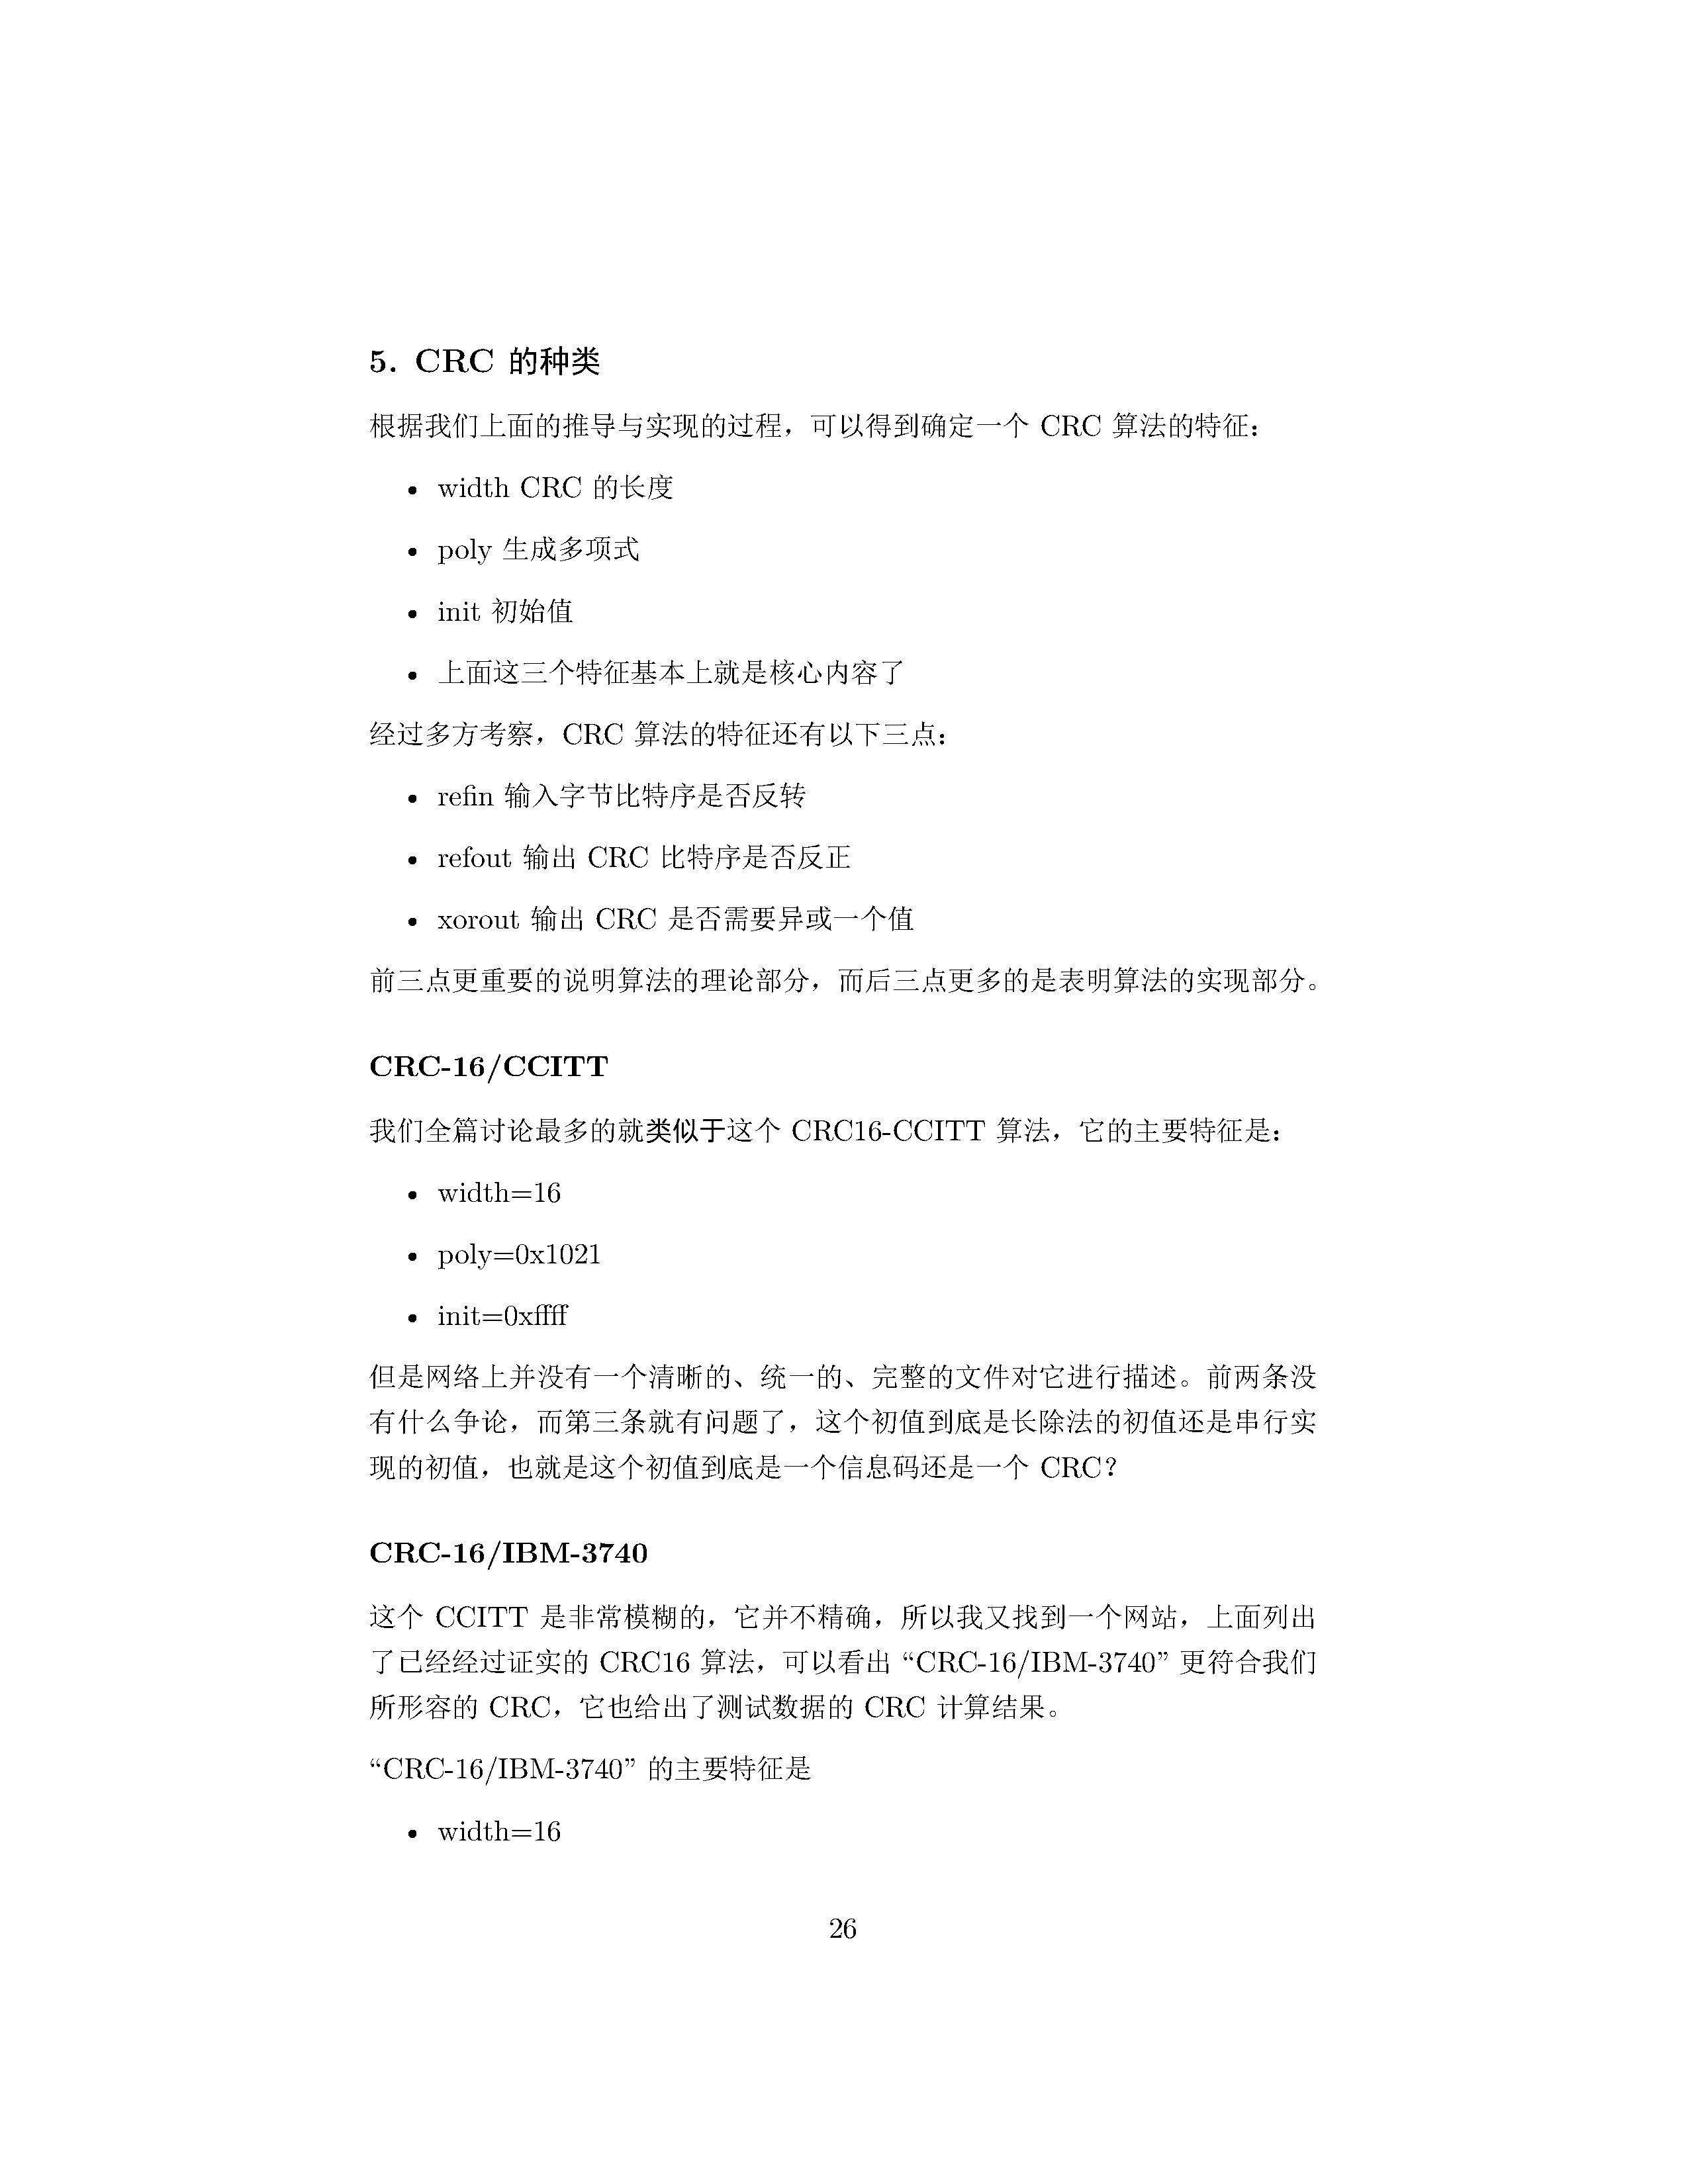 5. CRC 的种类
根据我们上面的推导与实现的过程，可以得到确定一个 CRC 算法的特征：
• width CRC 的长度
• poly 生成多项式
• init 初始值
• 上面这三个特征基本上就是核心内容了
经过多方考察，CRC 算法的特征还有以下三点：
• refin 输入字节比特序是否反转
• refout 输出 CRC 比特序是否反正
• xorout 输出 CRC 是否需要异或一个值
前三点更重要的说明算法的理论部分，而后三点更多的是表明算法的实现部分。
CRC-16/CCITT
我们全篇讨论最多的就类似于这个 CRC16-CCITT 算法，它的主要特征是：
• width=16
• poly=0x1021
• init=0xffff
但是网络上并没有一个清晰的、统一的、完整的文件对它进行描述。前两条没
有什么争论，而第三条就有问题了，这个初值到底是长除法的初值还是串行实
现的初值，也就是这个初值到底是一个信息码还是一个 CRC？
CRC-16/IBM-3740
这个 CCITT 是非常模糊的，它并不精确，所以我又找到一个网站，上面列出
了已经经过证实的 CRC16 算法，可以看出 “CRC-16/IBM-3740” 更符合我们
所形容的 CRC，它也给出了测试数据的 CRC 计算结果。
“CRC-16/IBM-3740” 的主要特征是
• width=16
26